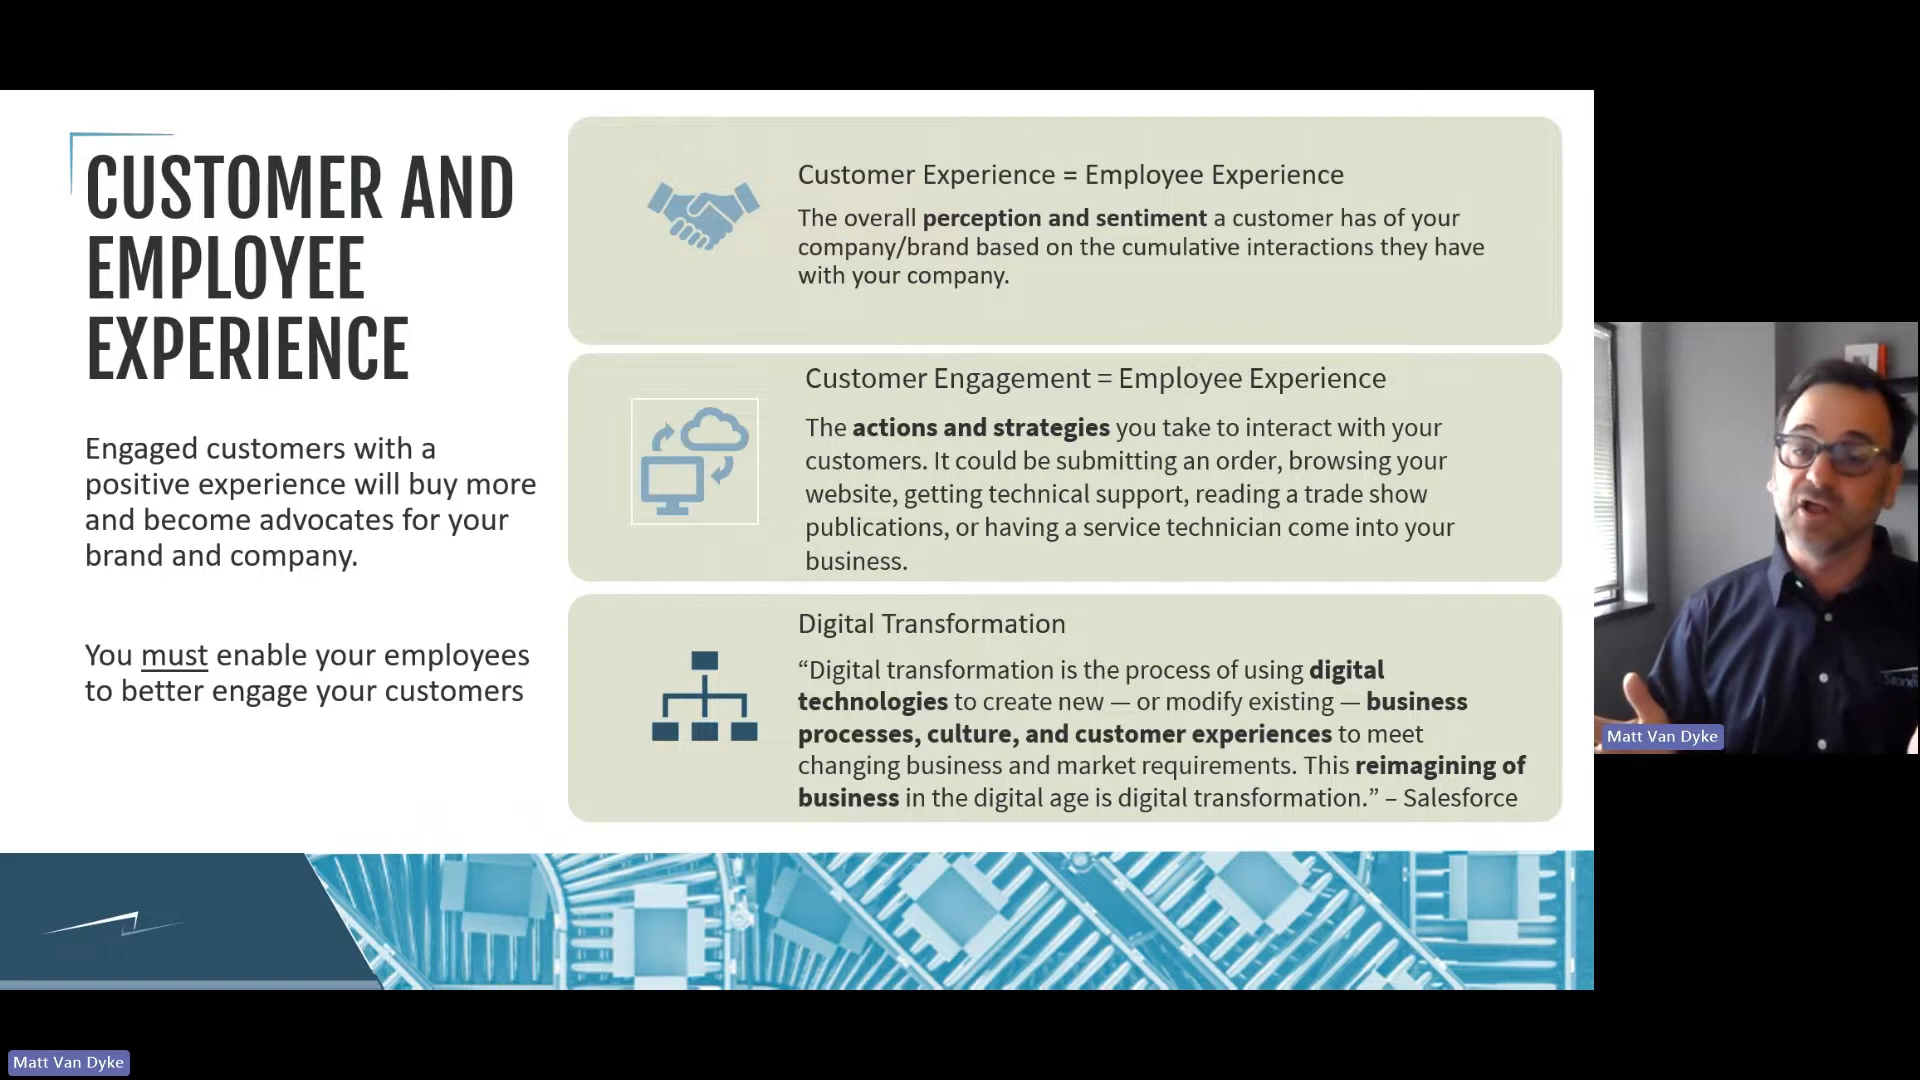 CUSTOMER AND
EMPLOYEE
EXPERIENCE
Engaged customers with a
positive experience will buy more
and become advocates for your
brand and company.
You must enable your employees
to better engage your customers
Customer Experience = Employee Experience
The overall perception and sentiment a customer has of your
company/brand based on the cumulative interactions they have
with your company.
Customer Engagement = Employee Experience
The actions and strategies you take to interact with your
customers. It could be submitting an order, browsing your
website, getting technical support, reading a trade show
publications, or having a service technician come into your
business.
Digital Transformation
“Digital transformation is the process of using digital
technologies to create new — or modify existing — business
processes, culture, and customer experiences to meet
changing business and market requirements. This reimagining of
business in the digital age is digital transformation.” – Salesforce
Matt Van Dyke
Matt Van Dyke